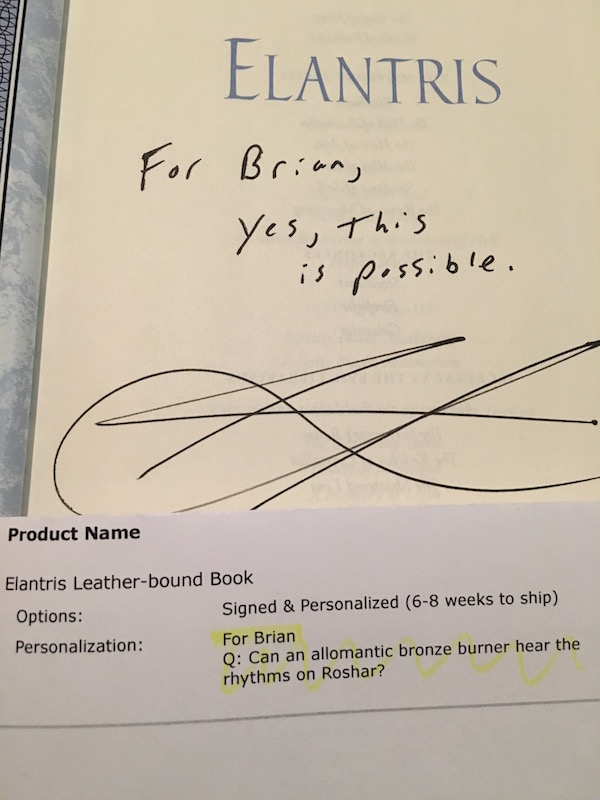 ELANTRIS
For Brian,
Yes, this
is possible.
Product Name
Elantris Leather-bound Book
Options:
Signed & Personalized (6-8 weeks to ship)
Personalization:
For Brian
Q: Can an allomantic bronze burner hear the
rhythms on Roshar?